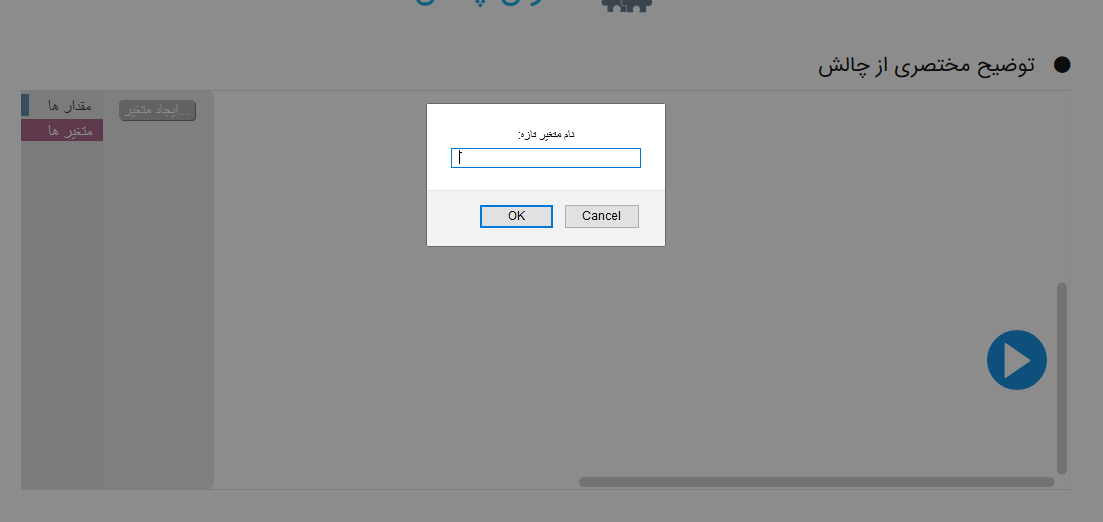 توضیح مختصری از چالش
مقدار ها
متغیر ها
ایجاد متغیر...
نام متغیر تازه:
OK
Cancel